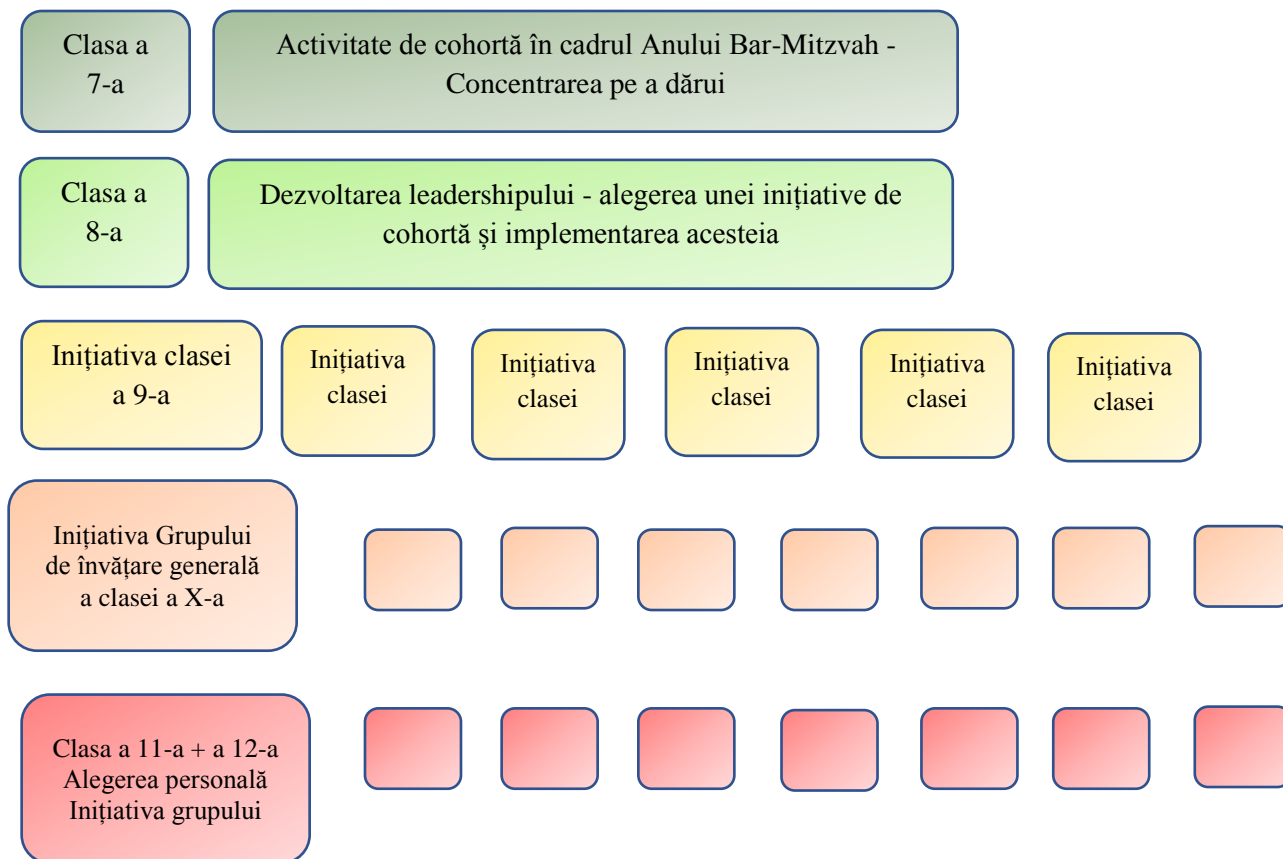 Clasa a
7-a
Activitate de cohortă în cadrul Anului Bar-Mitzvah -
Concentrarea pe a dărui
Clasa a
8-a
Dezvoltarea leadershipului - alegerea unei inițiative de
cohortă și implementarea acesteia
Inițiativa clasei
a 9-a
Inițiativa
clasei
Inițiativa
clasei
Inițiativa
clasei
Inițiativa
clasei
Inițiativa
clasei
Inițiativa Grupului
de învățare generală
a clasei a X-a
Clasa a 11-a + a 12-a
Alegerea personală
Inițiativa grupului